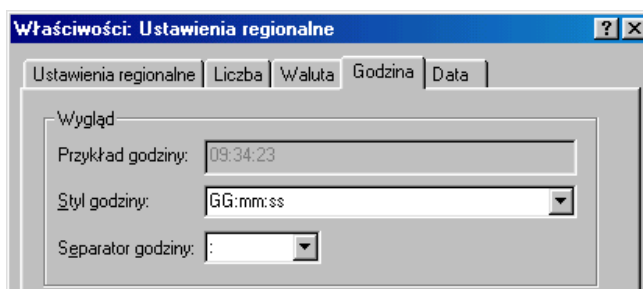 Właściwości: Ustawienia regionalne
Ustawienia regionalne Liczba Waluta Godzina Data
Wygląd
Przykład godziny: 09:34:23
Styl godziny: GG:mm:ss
Separator godziny: :